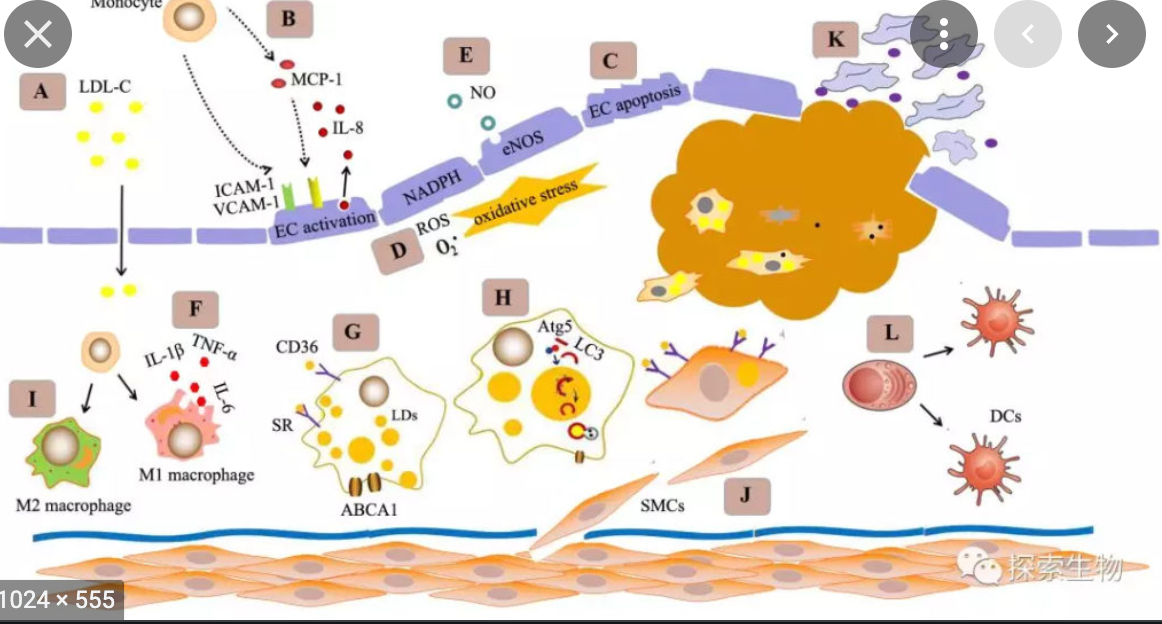 Monocyte
B
K
E
C
A
LDL-C
MCP-1
NO
EC apoptosis
IL-8
eNOS
ICAM-1
VCAM-1
NADPH
oxidative stress
EC activation
ROS
D
O₂·⁻
F
H
IL-1β
TNF-α
IL-6
G
CD36
Atg5
LC3
L
I
SR
LDs
DCs
M1 macrophage
M2 macrophage
ABCA1
SMCs
J
探索生物
1024 × 555